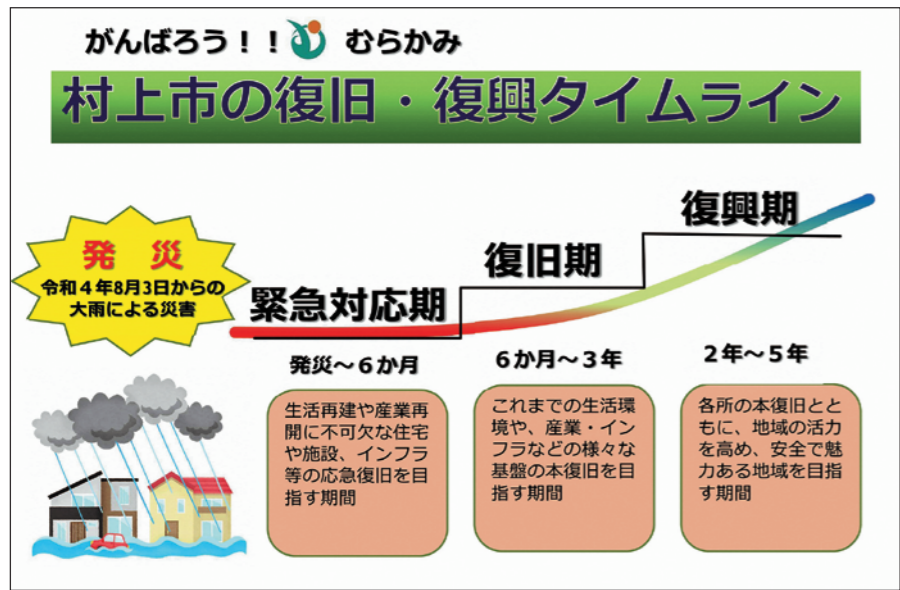 がんばろう！！ むらかみ
村上市の復旧・復興タイムライン
発 災
令和４年8月3日からの
大雨による災害
緊急対応期
復旧期
復興期
発災～６か月
６か月～３年
２年～５年
生活再建や産業再
開に不可欠な住宅
や施設、インフラ
等の応急復旧を目
指す期間
これまでの生活環
境や、産業・イン
フラなどの様々な
基盤の本復旧を目
指す期間
各所の本復旧とと
もに、地域の活力
を高め、安全で魅
力ある地域を目指
す期間